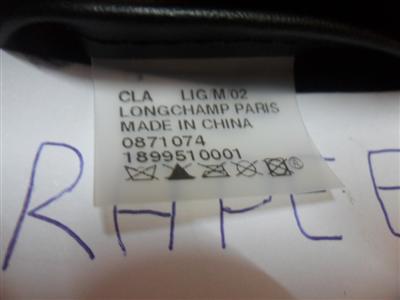 CLA LIG M 02
LONGCHAMP PARIS
MADE IN CHINA
0871074
1899510001